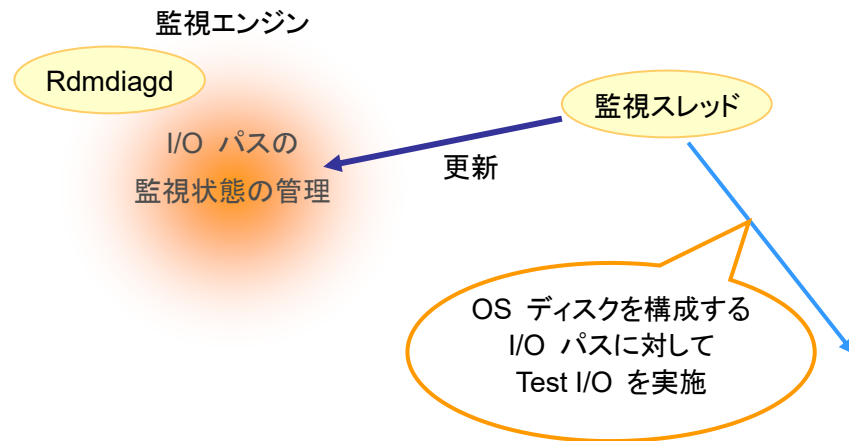 監視エンジン
Rdmdiagd
監視スレッド
I/O パスの
監視状態の管理
更新
OS ディスクを構成する
I/O パスに対して
Test I/O を実施